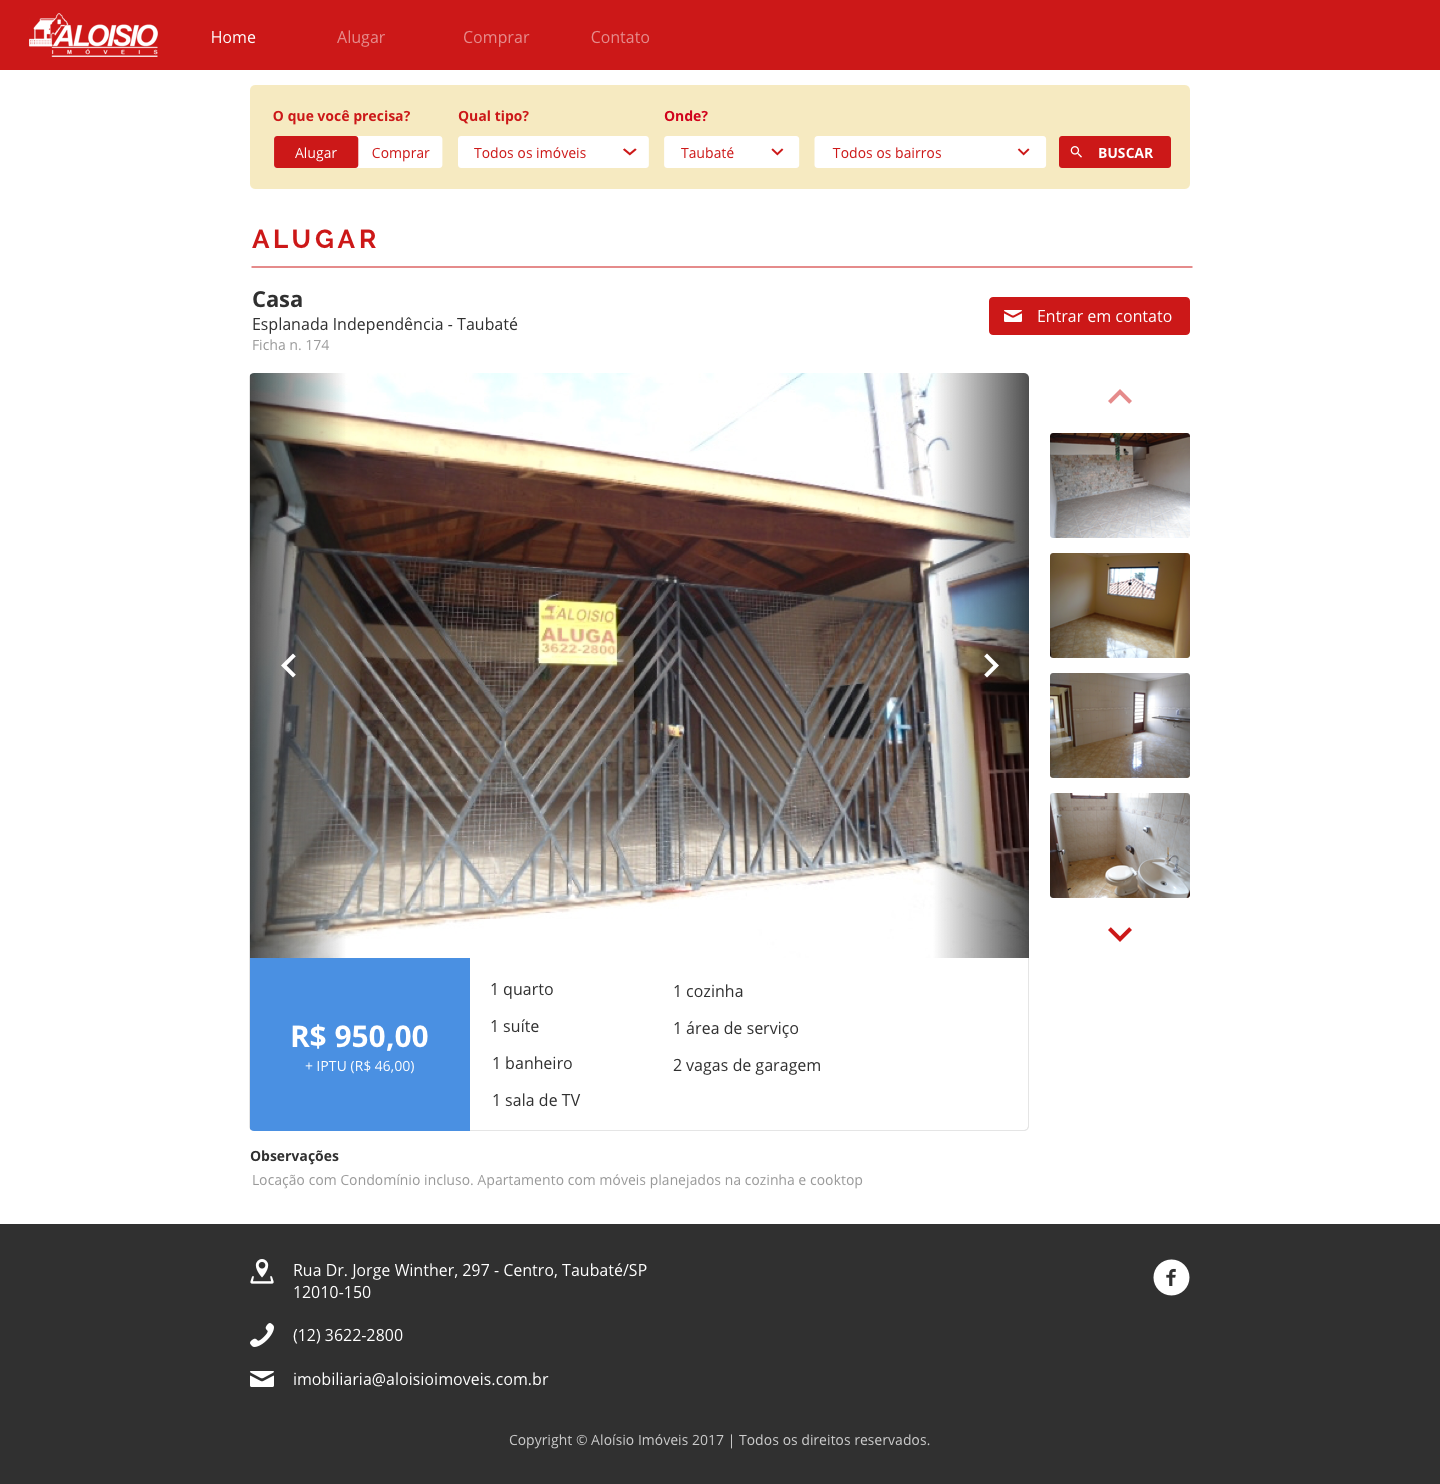 ALOISIO
IMÓVEIS
Home Alugar Comprar Contato
O que você precisa? Qual tipo? Onde?
Alugar Comprar Todos os imóveis Taubaté Todos os bairros BUSCAR
ALUGAR
Casa
Esplanada Independência - Taubaté
Ficha n. 174
Entrar em contato
ALOISIO
ALUGA
3622-2800
R$ 950,00
+ IPTU (R$ 46,00)
1 quarto
1 suíte
1 banheiro
1 sala de TV
1 cozinha
1 área de serviço
2 vagas de garagem
Observações
Locação com Condomínio incluso. Apartamento com móveis planejados na cozinha e cooktop
Rua Dr. Jorge Winther, 297 - Centro, Taubaté/SP
12010-150
(12) 3622-2800
imobiliaria@aloisioimoveis.com.br
f
Copyright © Aloísio Imóveis 2017 | Todos os direitos reservados.